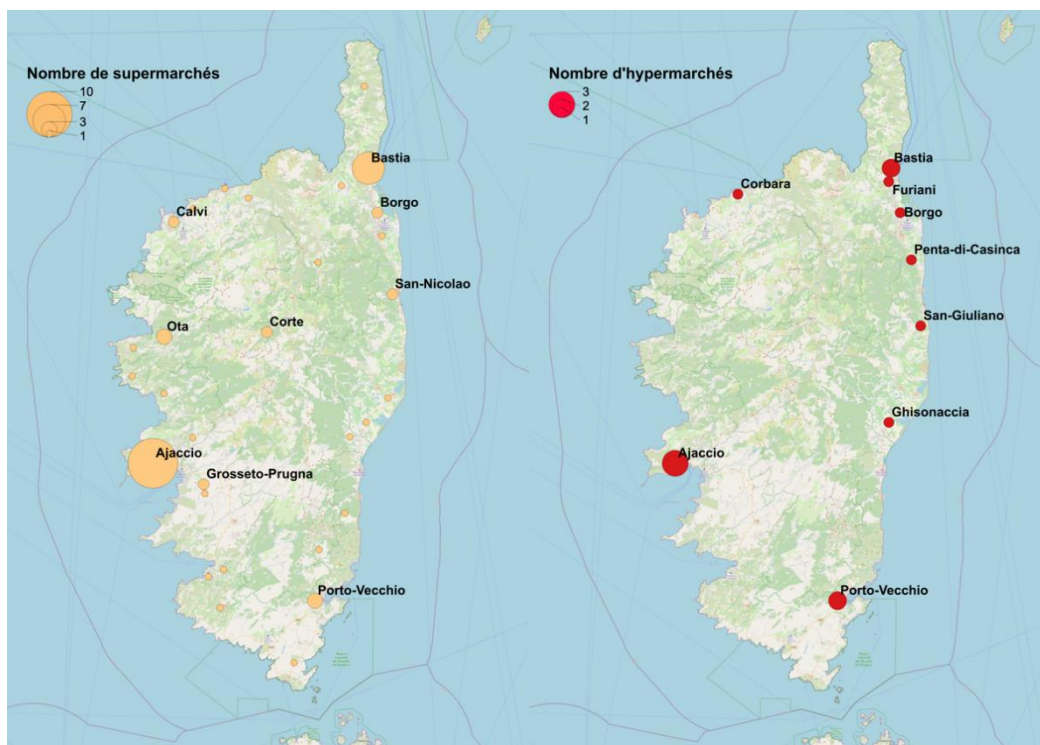 Nombre de supermarchés
10
7
3
1
Bastia
Calvi
Borgo
San-Nicolao
Ota
Corte
Ajaccio
Grosseto-Prugna
Porto-Vecchio
Nombre d'hypermarchés
3
2
1
Bastia
Furiani
Corbara
Borgo
Penta-di-Casinca
San-Giuliano
Ghisonaccia
Ajaccio
Porto-Vecchio